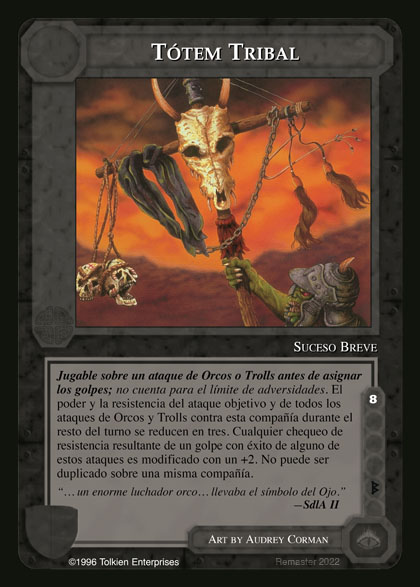 TÓTEM TRIBAL
SUCESO BREVE
Jugable sobre un ataque de Orcos o Trolls antes de asignar
los golpes; no cuenta para el límite de adversidades. El
poder y la resistencia del ataque objetivo y de todos los
ataques de Orcos y Trolls contra esta compañía durante el
resto del turno se reducen en tres. Cualquier chequeo de
resistencia resultante de un golpe con éxito de alguno de
estos ataques es modificado con un +2. No puede ser
duplicado sobre una misma compañía.
“… un enorme luchador orco… llevaba el símbolo del Ojo.”
—SdlA II
8
ART BY AUDREY CORMAN
©1996 Tolkien Enterprises
Remaster 2022